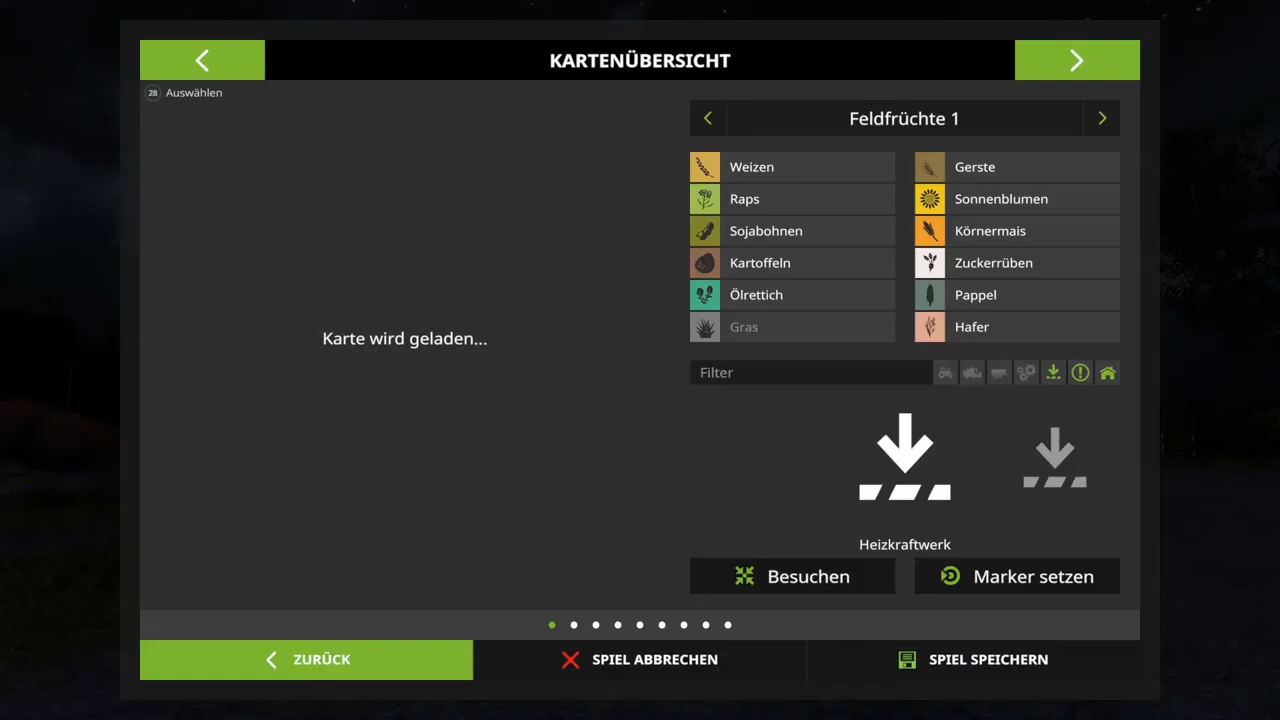 KARTENÜBERSICHT
28 Auswählen
Feldfrüchte 1
Weizen
Gerste
Raps
Sonnenblumen
Sojabohnen
Körnermais
Kartoffeln
Zuckerrüben
Ölrettich
Pappel
Gras
Hafer
Karte wird geladen...
Filter
Heizkraftwerk
Besuchen
Marker setzen
ZURÜCK
SPIEL ABBRECHEN
SPIEL SPEICHERN